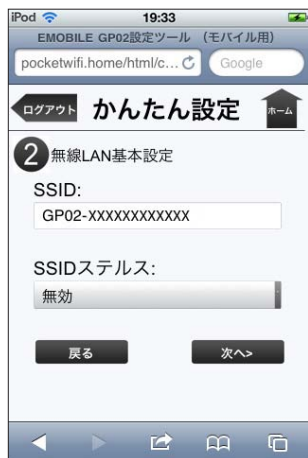 iPod 19:33
EMOBILE GP02設定ツール （モバイル用）
pocketwifi.home/html/c... Google
ログアウト かんたん設定 ホーム
2 無線LAN基本設定
SSID:
GP02-XXXXXXXXXXXX
SSIDステルス:
無効
戻る 次へ>